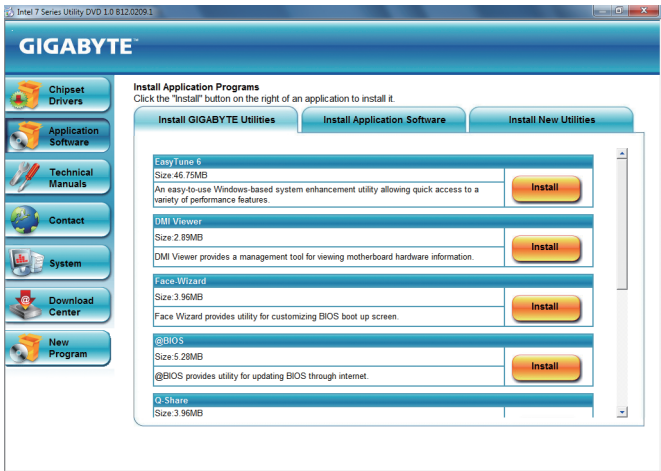 Intel 7 Series Utility DVD 1.0 B12.0209.1
GIGABYTE™
Chipset
Drivers
Application
Software
Technical
Manuals
Contact
System
Download
Center
New
Program
Install Application Programs
Click the "Install" button on the right of an application to install it.
Install GIGABYTE Utilities
Install Application Software
Install New Utilities
EasyTune 6
Size:46.75MB
An easy-to-use Windows-based system enhancement utility allowing quick access to a
variety of performance features.
Install
DMI Viewer
Size:2.89MB
DMI Viewer provides a management tool for viewing motherboard hardware information.
Install
Face-Wizard
Size:3.96MB
Face Wizard provides utility for customizing BIOS boot up screen.
Install
@BIOS
Size:5.28MB
@BIOS provides utility for updating BIOS through internet.
Install
Q-Share
Size:3.96MB